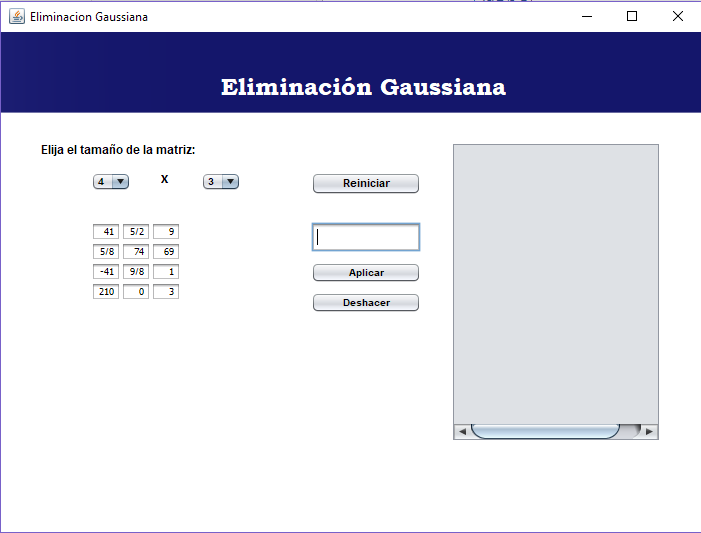 Eliminacion Gaussiana
Eliminación Gaussiana
Elija el tamaño de la matriz:
4 X 3
Reiniciar
41 5/2 9
5/8 74 69
-41 9/8 1
210 0 3
Aplicar
Deshacer